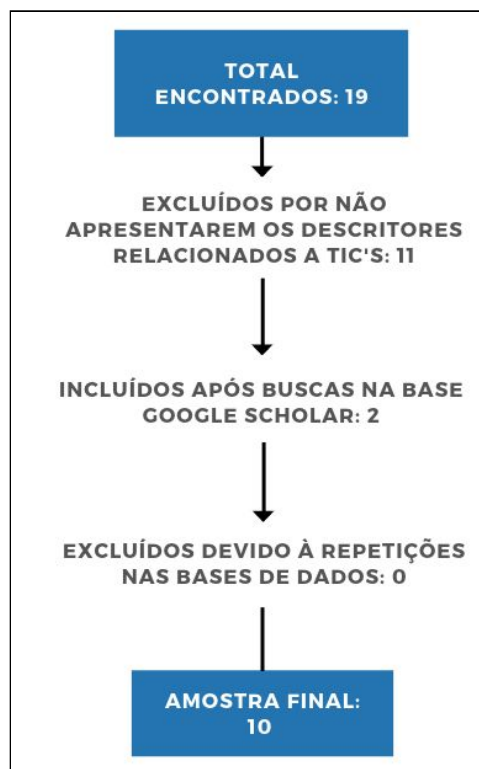 TOTAL
ENCONTRADOS: 19
EXCLUÍDOS POR NÃO
APRESENTAREM OS DESCRITORES
RELACIONADOS A TIC'S: 11
INCLUÍDOS APÓS BUSCAS NA BASE
GOOGLE SCHOLAR: 2
EXCLUÍDOS DEVIDO À REPETIÇÕES
NAS BASES DE DADOS: 0
AMOSTRA FINAL:
10